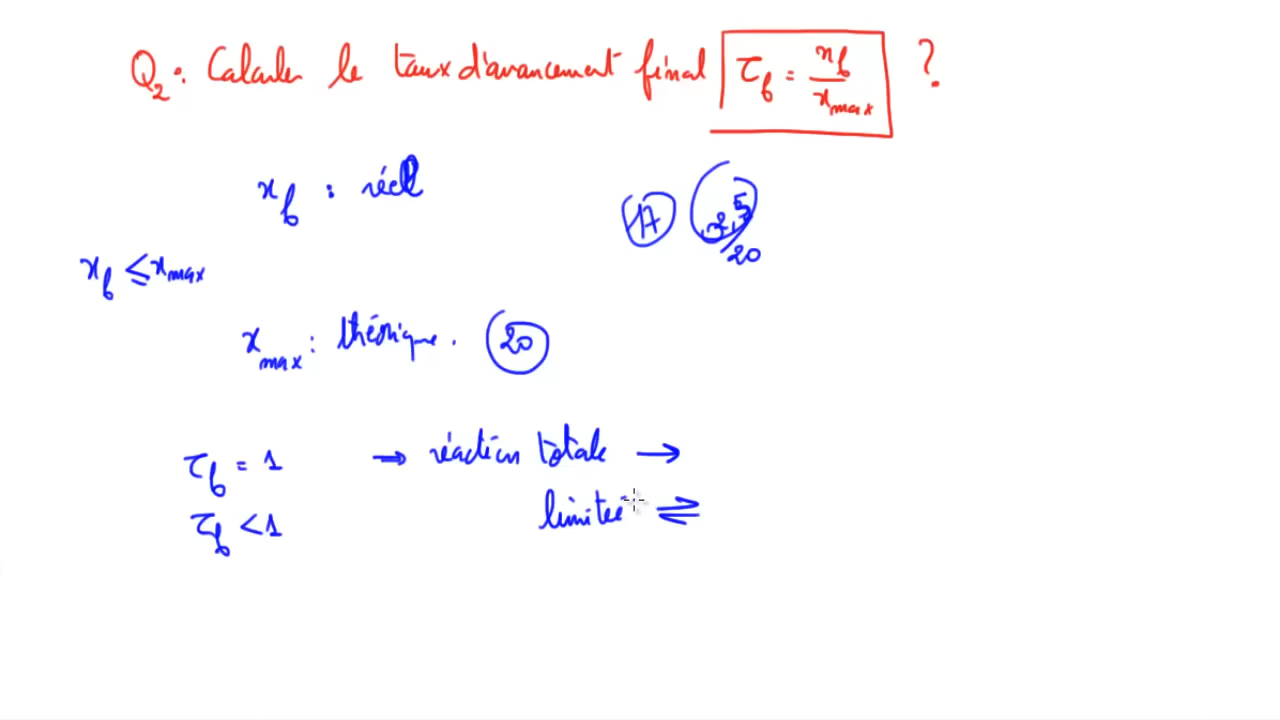 Q2: Calculer le taux d'avancement final τf = xf / xmax ?
xf : réel
17
20
xf ≤ xmax
xmax : théorique. 20
τf = 1 → réaction totale →
τf < 1 limitée ⇌